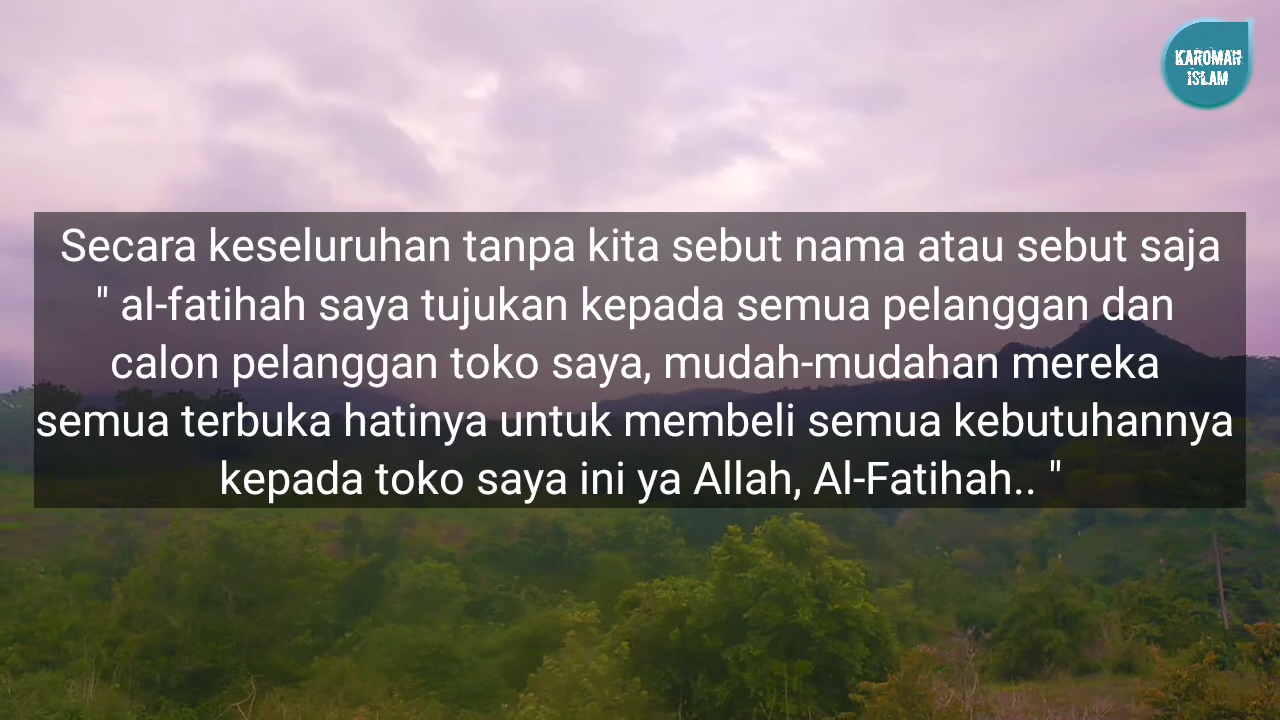 KAROMAH
ISLAM
Secara keseluruhan tanpa kita sebut nama atau sebut saja
" al-fatihah saya tujukan kepada semua pelanggan dan
calon pelanggan toko saya, mudah-mudahan mereka
semua terbuka hatinya untuk membeli semua kebutuhannya
kepada toko saya ini ya Allah, Al-Fatihah.. "